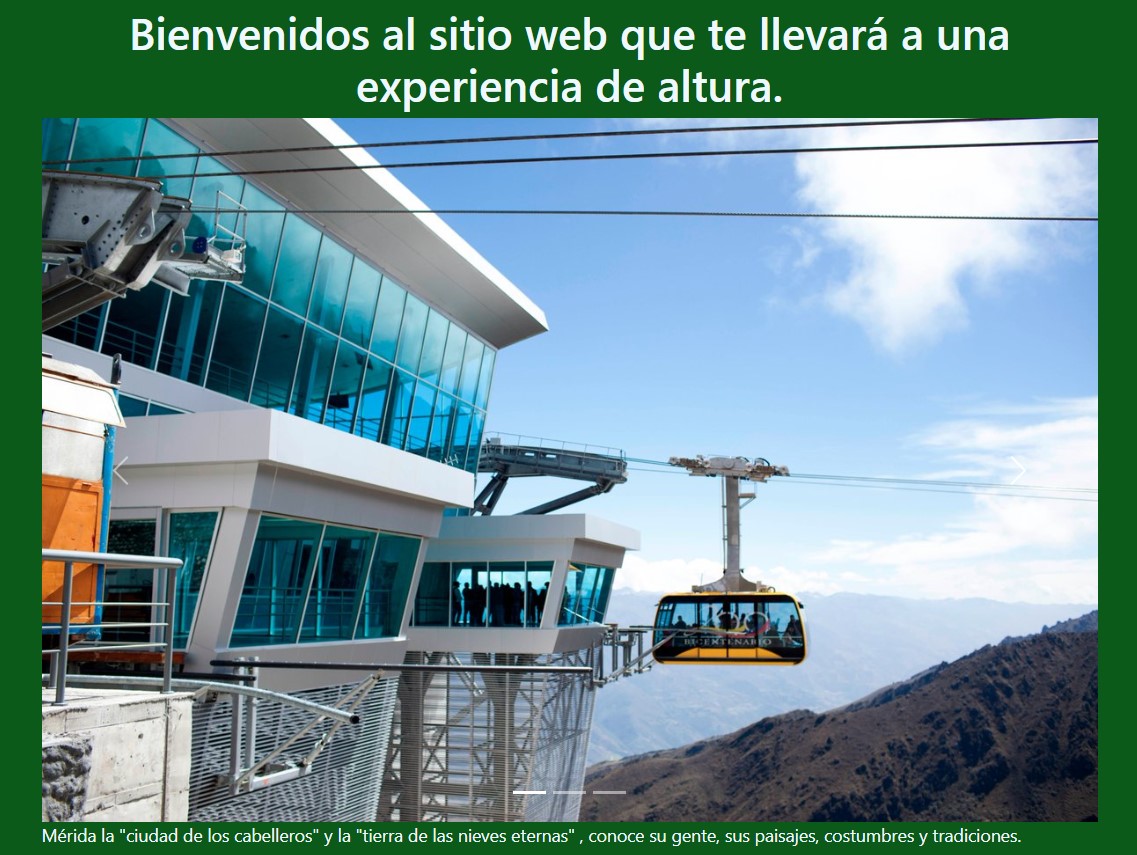 Bienvenidos al sitio web que te llevará a una
experiencia de altura.
BICENTENARIO
Mérida la "ciudad de los cabelleros" y la "tierra de las nieves eternas" , conoce su gente, sus paisajes, costumbres y tradiciones.